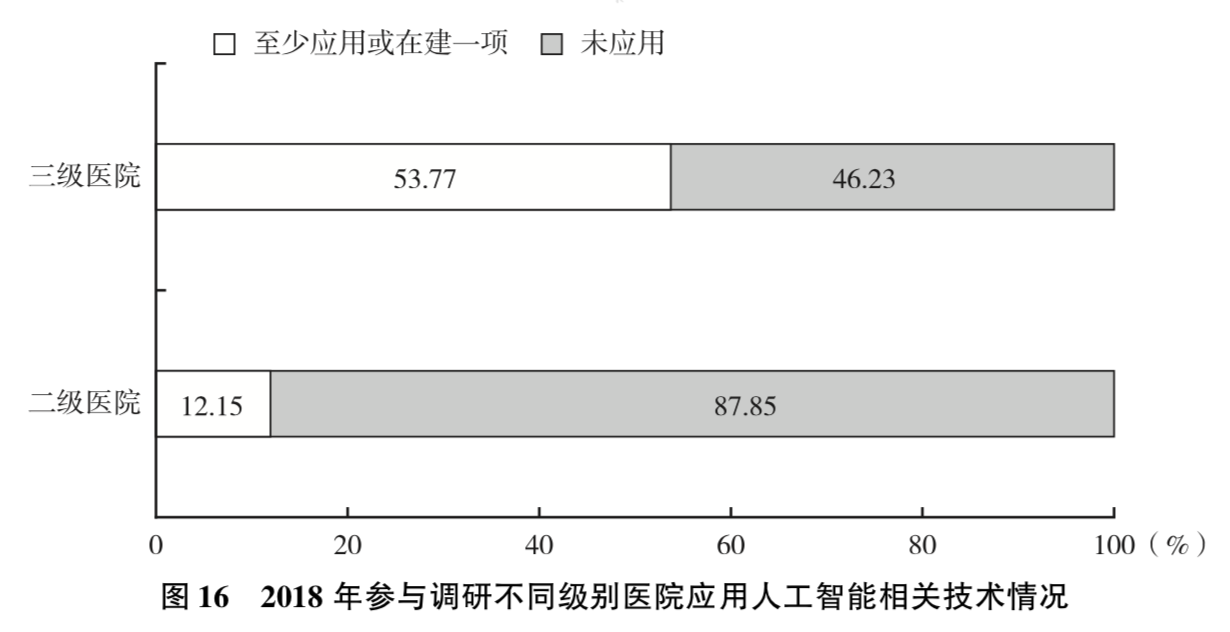 至少应用或在建一项 未应用
三级医院 53.77 46.23
二级医院 12.15 87.85
0 20 40 60 80 100（%）
图 16 2018 年参与调研不同级别医院应用人工智能相关技术情况